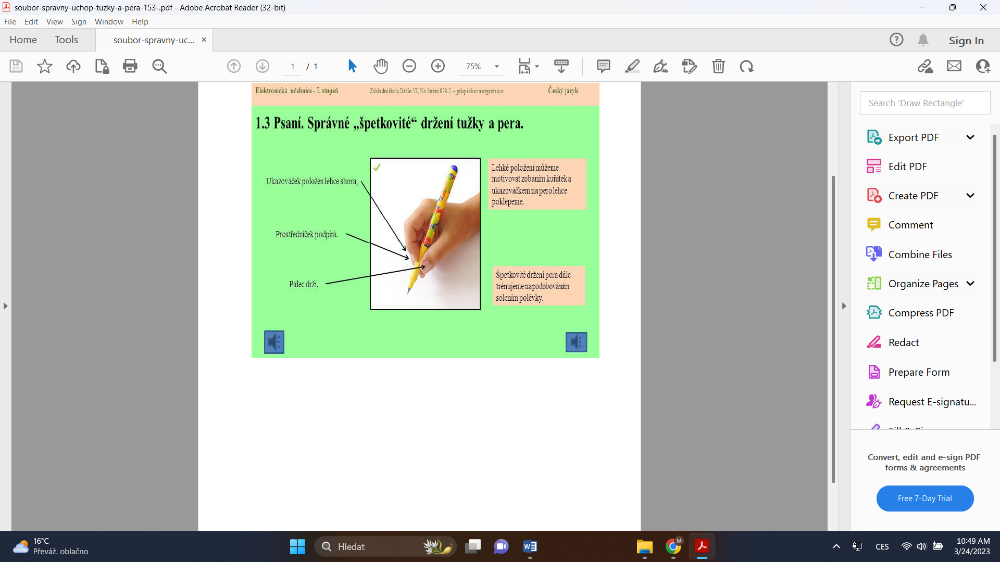 soubor-spravny-uchop-tuzky-a-pera-153-.pdf - Adobe Acrobat Reader (32-bit)
File Edit View Sign Window Help
Home Tools soubor-spravny-uc... Sign In
1 / 1 75%
Elektronická učebnice - I. stupeň Základní škola Děčín VI, Na Stráni 879/2 – příspěvková organizace Český jazyk
1.3 Psaní. Správné „špetkovité“ držení tužky a pera.
Ukazováček položen lehce shora,
Prostředníček podpírá.
Palec drží.
Lehké položení můžeme
motivovat zobáním kuřátek a
ukazováčkem na pero lehce
poklepeme.
Špetkovité držení pera dále
trénujeme napodobováním
solením polévky.
Search 'Draw Rectangle'
Export PDF
Edit PDF
Create PDF
Comment
Combine Files
Organize Pages
Compress PDF
Redact
Prepare Form
Request E-signatu...
Convert, edit and e-sign PDF
forms & agreements
Free 7-Day Trial
16°C
Převáž. oblačno
Hledat
M
CES
10:49 AM
3/24/2023